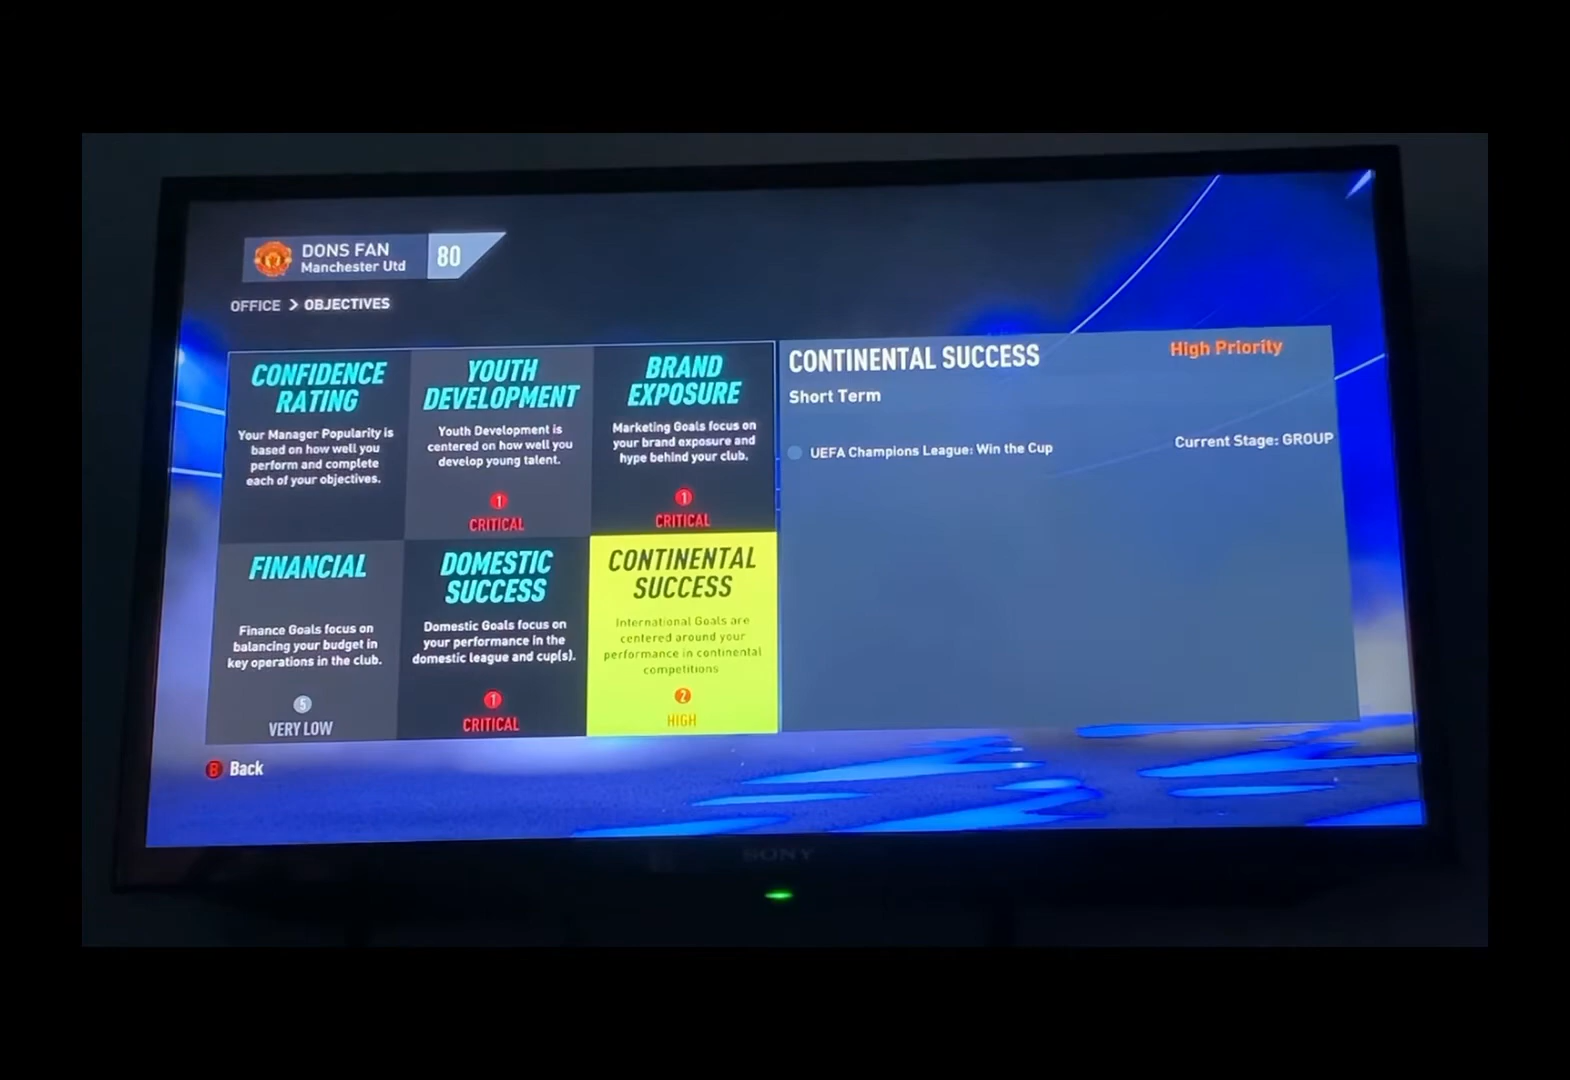 DONS FAN
Manchester Utd
80
OFFICE > OBJECTIVES
CONFIDENCE
RATING
Your Manager Popularity is
based on how well you
perform and complete
each of your objectives.
YOUTH
DEVELOPMENT
Youth Development is
centered on how well you
develop young talent.
1
CRITICAL
BRAND
EXPOSURE
Marketing Goals focus on
your brand exposure and
hype behind your club.
1
CRITICAL
FINANCIAL
Finance Goals focus on
balancing your budget in
key operations in the club.
5
VERY LOW
DOMESTIC
SUCCESS
Domestic Goals focus on
your performance in the
domestic league and cup(s).
1
CRITICAL
CONTINENTAL
SUCCESS
International Goals are
centered around your
performance in continental
competitions
2
HIGH
CONTINENTAL SUCCESS
High Priority
Short Term
UEFA Champions League: Win the Cup
Current Stage: GROUP
B Back
SONY